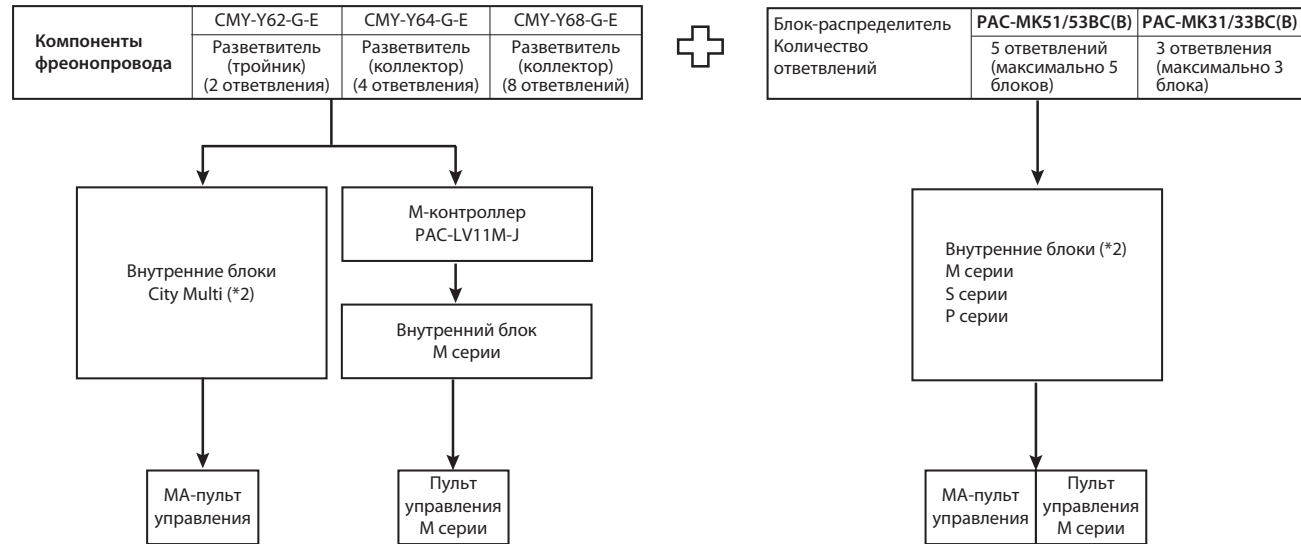 Компоненты
фреонопровода
CMY-Y62-G-E
CMY-Y64-G-E
CMY-Y68-G-E
Разветвитель
(тройник)
(2 ответвления)
Разветвитель
(коллектор)
(4 ответвления)
Разветвитель
(коллектор)
(8 ответвлений)
Блок-распределитель
Количество
ответвлений
PAC-MK51/53BC(B)
PAC-MK31/33BC(B)
5 ответвлений
(максимально 5
блоков)
3 ответвления
(максимально 3
блока)
Внутренние блоки
City Multi (*2)
М-контроллер
PAC-LV11M-J
Внутренний блок
М серии
Внутренние блоки (*2)
М серии
S серии
P серии
МА-пульт
управления
Пульт
управления
М серии
МА-пульт
управления
Пульт
управления
М серии